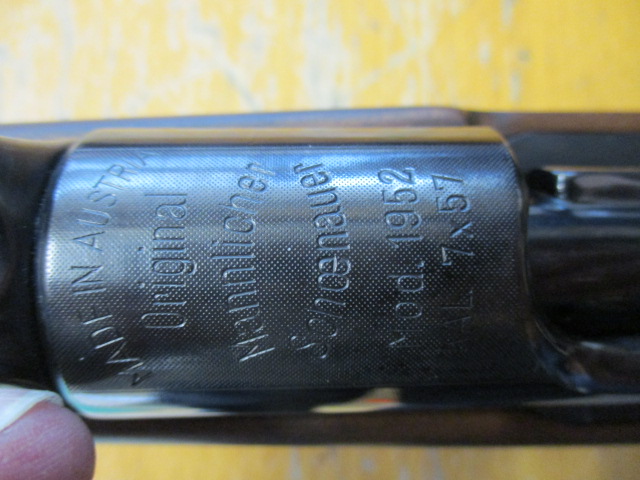 MADE IN AUSTRIA
Original
Mannlicher
Schoenauer
Mod. 1952
CAL. 7x57